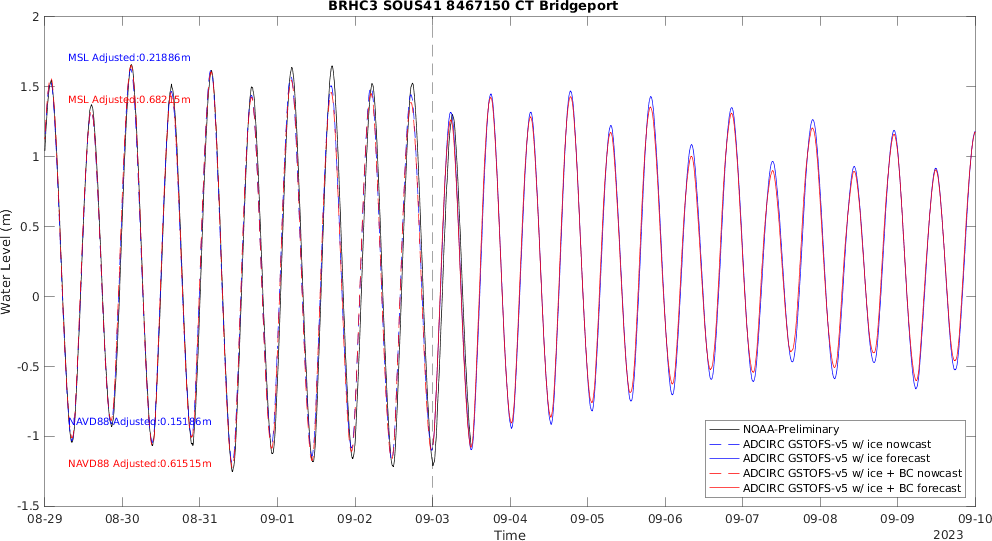 BRHC3 SOUS41 8467150 CT Bridgeport
2
1.5
1
0.5
0
-0.5
-1
-1.5
Water Level (m)
MSL Adjusted:0.21886m
MSL Adjusted:0.68215m
NAVD88 Adjusted:0.15186m
NAVD88 Adjusted:0.61515m
NOAA-Preliminary
ADCIRC GSTOFS-v5 w/ ice nowcast
ADCIRC GSTOFS-v5 w/ ice forecast
ADCIRC GSTOFS-v5 w/ ice + BC nowcast
ADCIRC GSTOFS-v5 w/ ice + BC forecast
08-29 08-30 08-31 09-01 09-02 09-03 09-04 09-05 09-06 09-07 09-08 09-09 09-10
Time
2023